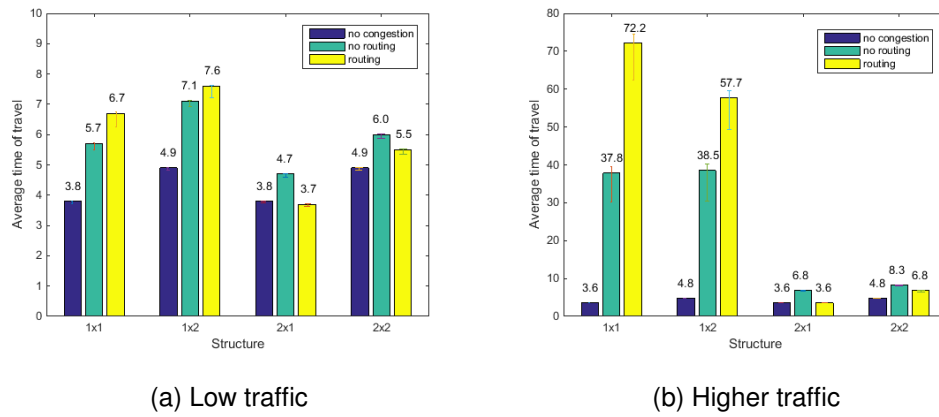 10
9
8
7
6
5
4
3
2
1
0
Average time of travel
no congestion
no routing
routing
3.8
5.7
6.7
4.9
7.1
7.6
3.8
4.7
3.7
4.9
6.0
5.5
1x1
1x2
2x1
2x2
Structure
(a) Low traffic
80
70
60
50
40
30
20
10
0
Average time of travel
no congestion
no routing
routing
3.6
37.8
72.2
4.8
38.5
57.7
3.6
6.8
3.6
4.8
8.3
6.8
1x1
1x2
2x1
2x2
Structure
(b) Higher traffic